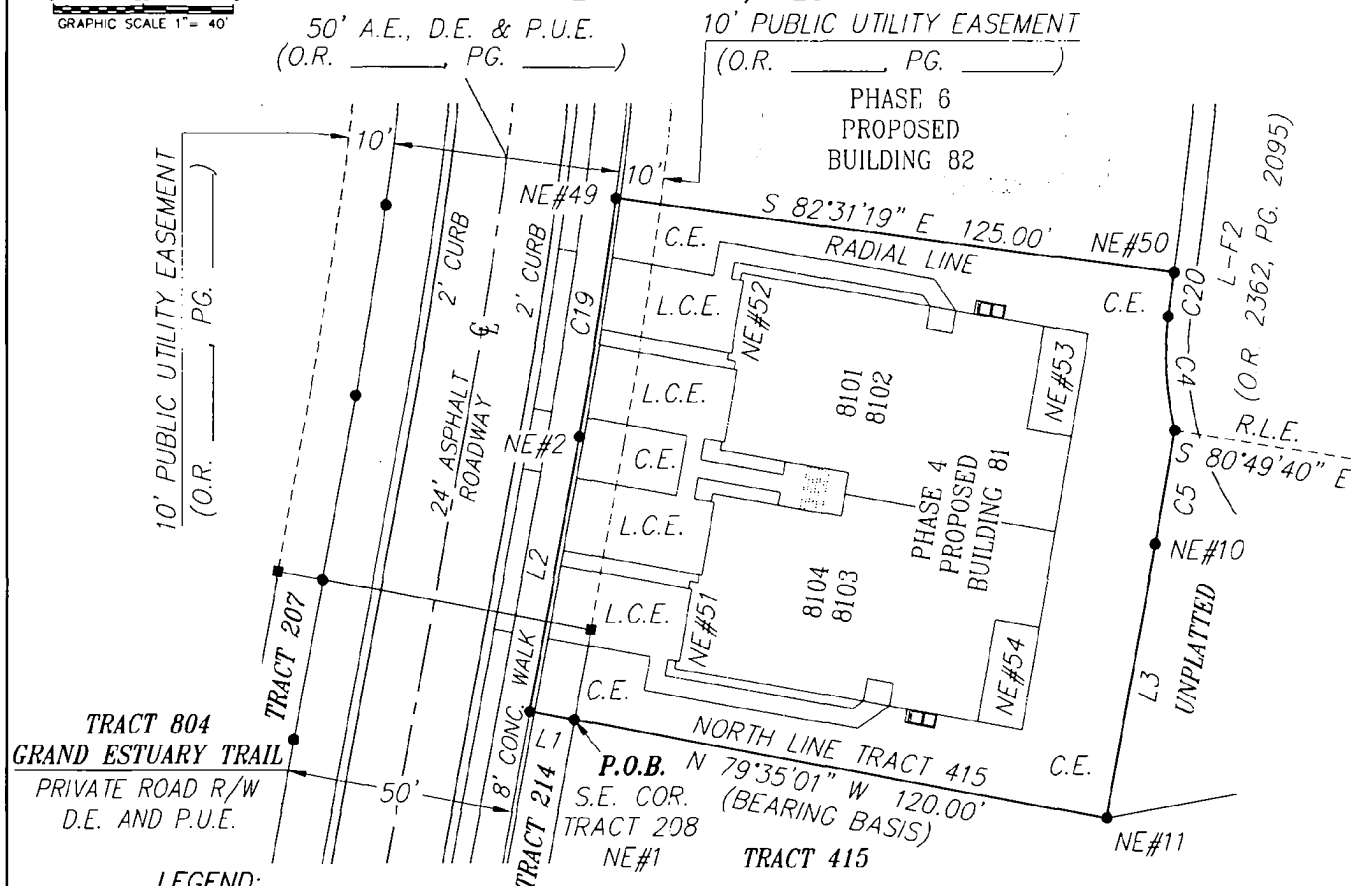 GRAPHIC SCALE 1"= 40'
50' A.E., D.E. & P.U.E.
(O.R. ______, PG. ______)
10' PUBLIC UTILITY EASEMENT
(O.R. ______, PG. ______)
PHASE 6
PROPOSED
BUILDING 82
10' PUBLIC UTILITY EASEMENT
(O.R. ______ PG. ______)
10'
10'
NE#49
S 82°31'19" E 125.00'
RADIAL LINE
NE#50
C20
L-F2
(O.R. 2362, PG. 2095)
2' CURB
2' CURB
C19
C.E.
C.E.
L.C.E.
NE#52
NE#53
C4
8101
8102
24' ASPHALT
ROADWAY
℄
L.C.E.
R.L.E.
S 80°49'40" E
NE#2
C.E.
C5
PHASE 4
PROPOSED
BUILDING 81
L.C.E.
NE#10
L2
8104
8103
L.C.E.
NE#51
NE#54
UNPLATTED
L3
TRACT 207
8' CONC. WALK
C.E.
C.E.
TRACT 804
GRAND ESTUARY TRAIL
PRIVATE ROAD R/W
D.E. AND P.U.E.
50'
L1
TRACT 214
P.O.B.
S.E. COR.
TRACT 208
NE#1
NORTH LINE TRACT 415
N 79°35'01" W 120.00'
(BEARING BASIS)
TRACT 415
NE#11
LEGEND: